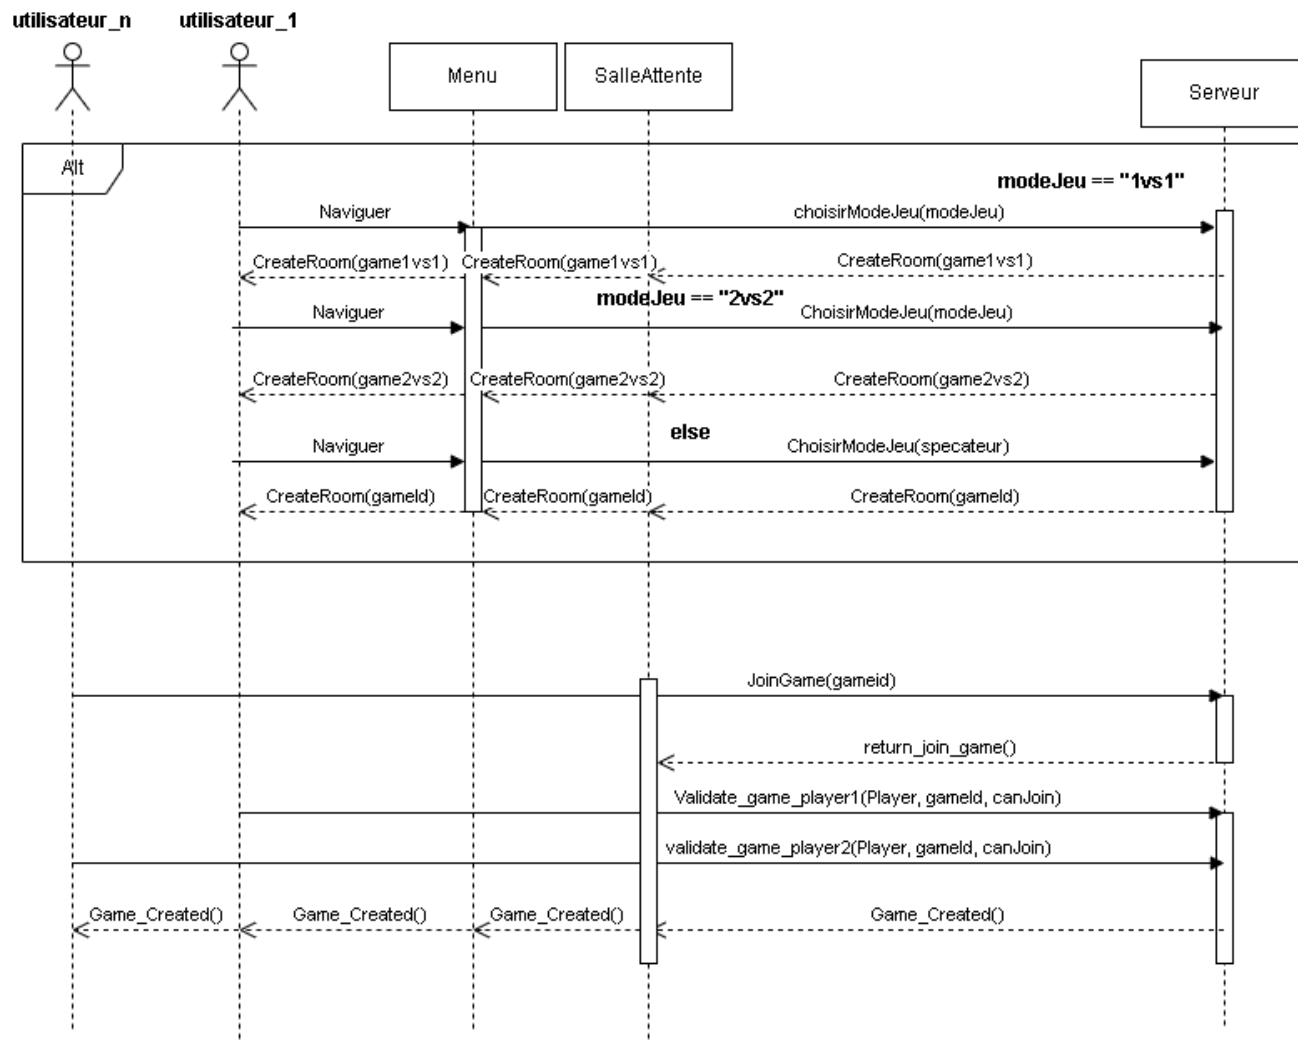 utilisateur_n
utilisateur_1
Menu
SalleAttente
Serveur
Alt
modeJeu == "1vs1"
Naviguer
choisirModeJeu(modeJeu)
CreateRoom(game1vs1)
CreateRoom(game1vs1)
CreateRoom(game1vs1)
modeJeu == "2vs2"
Naviguer
ChoisirModeJeu(modeJeu)
CreateRoom(game2vs2)
CreateRoom(game2vs2)
CreateRoom(game2vs2)
else
Naviguer
ChoisirModeJeu(specateur)
CreateRoom(gameId)
CreateRoom(gameId)
CreateRoom(gameId)
JoinGame(gameid)
return_join_game()
Validate_game_player1(Player, gameId, canJoin)
validate_game_player2(Player, gameId, canJoin)
Game_Created()
Game_Created()
Game_Created()
Game_Created()